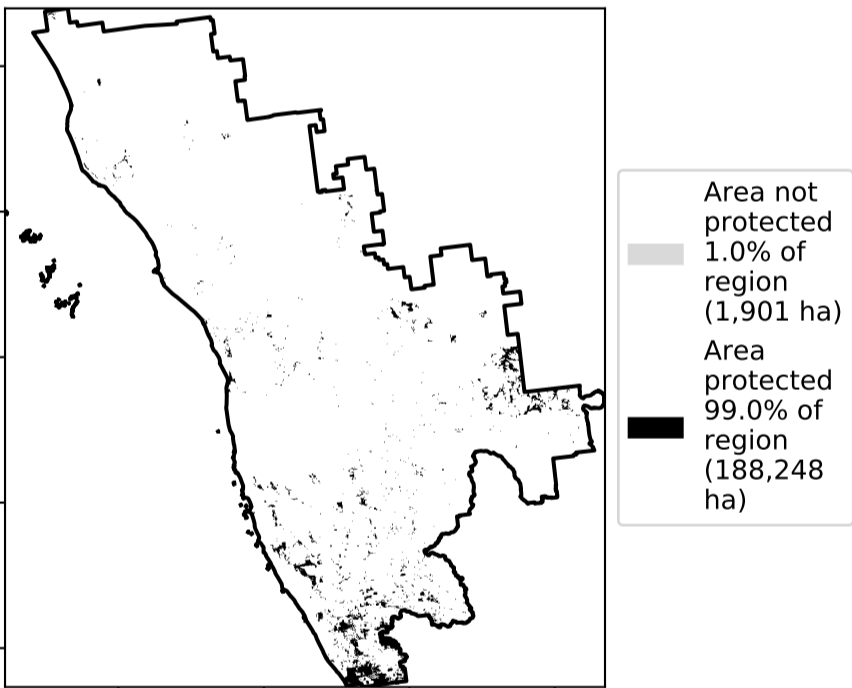 Area not
protected
1.0% of
region
(1,901 ha)
Area
protected
99.0% of
region
(188,248
ha)